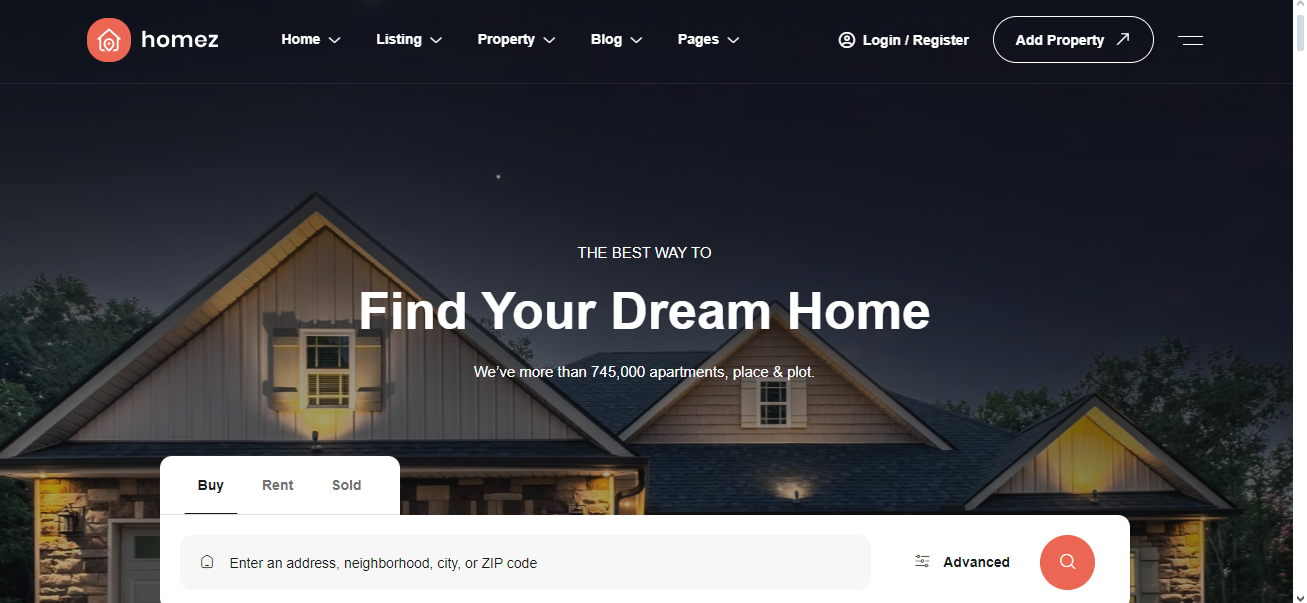 homez
Home
Listing
Property
Blog
Pages
Login / Register
Add Property
THE BEST WAY TO
Find Your Dream Home
We’ve more than 745,000 apartments, place & plot.
Buy
Rent
Sold
Enter an address, neighborhood, city, or ZIP code
Advanced